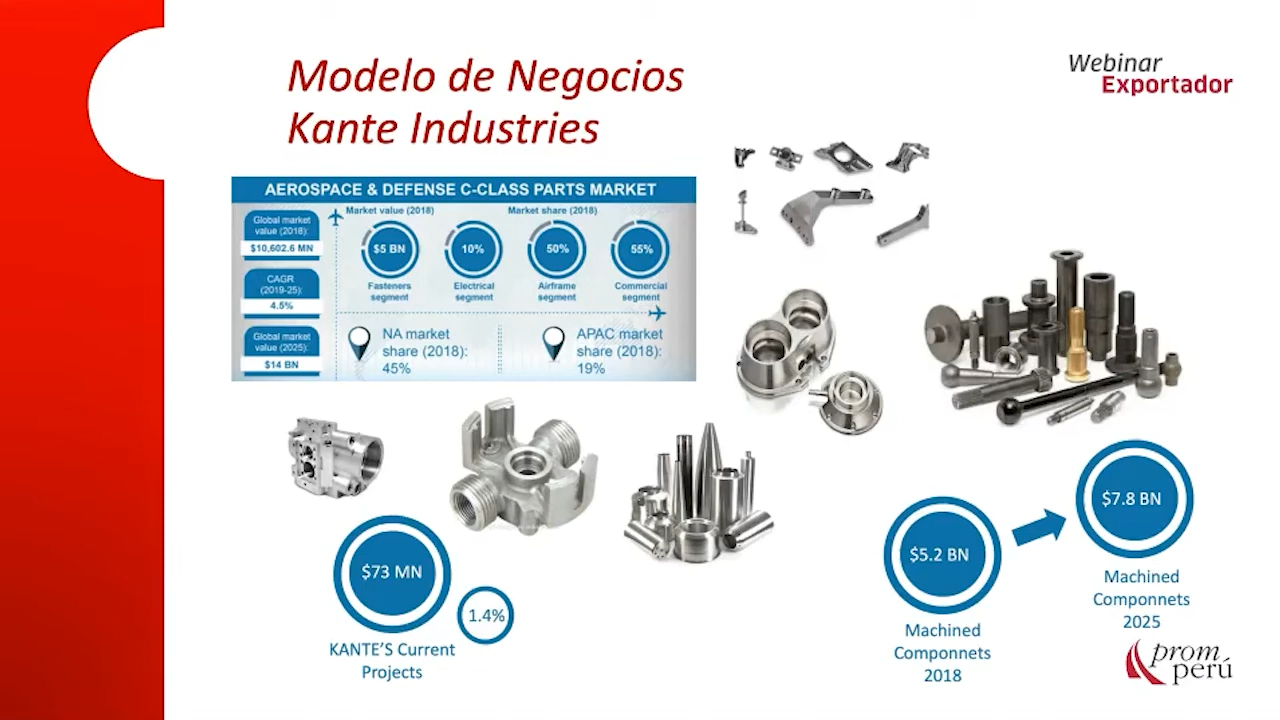 Modelo de Negocios
Kante Industries
Webinar
Exportador
AEROSPACE & DEFENSE C-CLASS PARTS MARKET
Global market
value (2018):
$10,602.6 MN
CAGR
(2019-25):
4.5%
Global market
value (2025):
$14 BN
Market value (2018)
Market share (2018)
$5 BN
10%
50%
55%
Fasteners
segment
Electrical
segment
Airframe
segment
Commercial
segment
NA market
share (2018):
45%
APAC market
share (2018):
19%
$73 MN
1.4%
KANTE'S Current
Projects
$5.2 BN
Machined
Componnets
2018
$7.8 BN
Machined
Componnets
2025
prom
perú